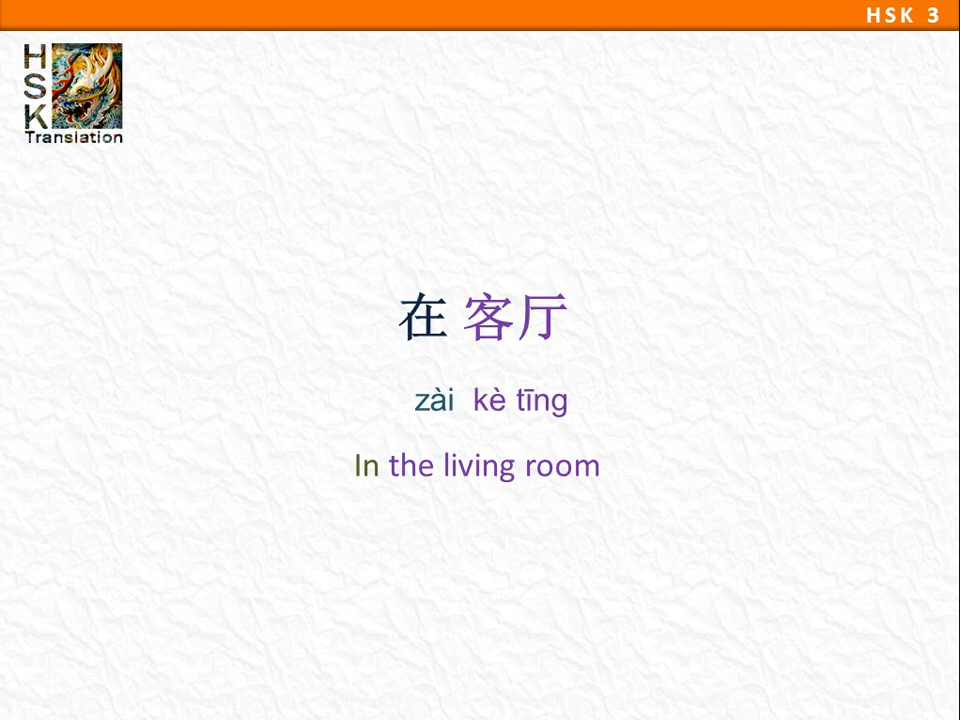 HSK 3
H
S
K
Translation
在 客厅
zài kè tīng
In the living room